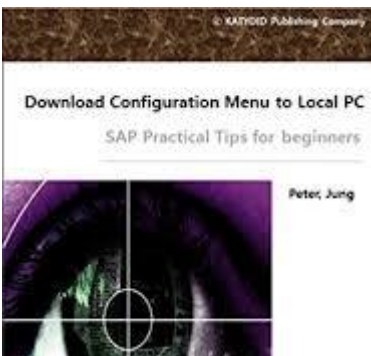 © KATYDID Publishing Company
Download Configuration Menu to Local PC
SAP Practical Tips for beginners
Peter, Jung